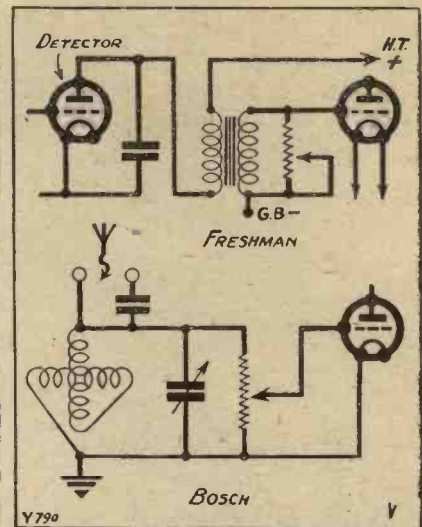 DETECTOR
H.T.
+
G.B-
FRESHMAN
BOSCH
Y790
V